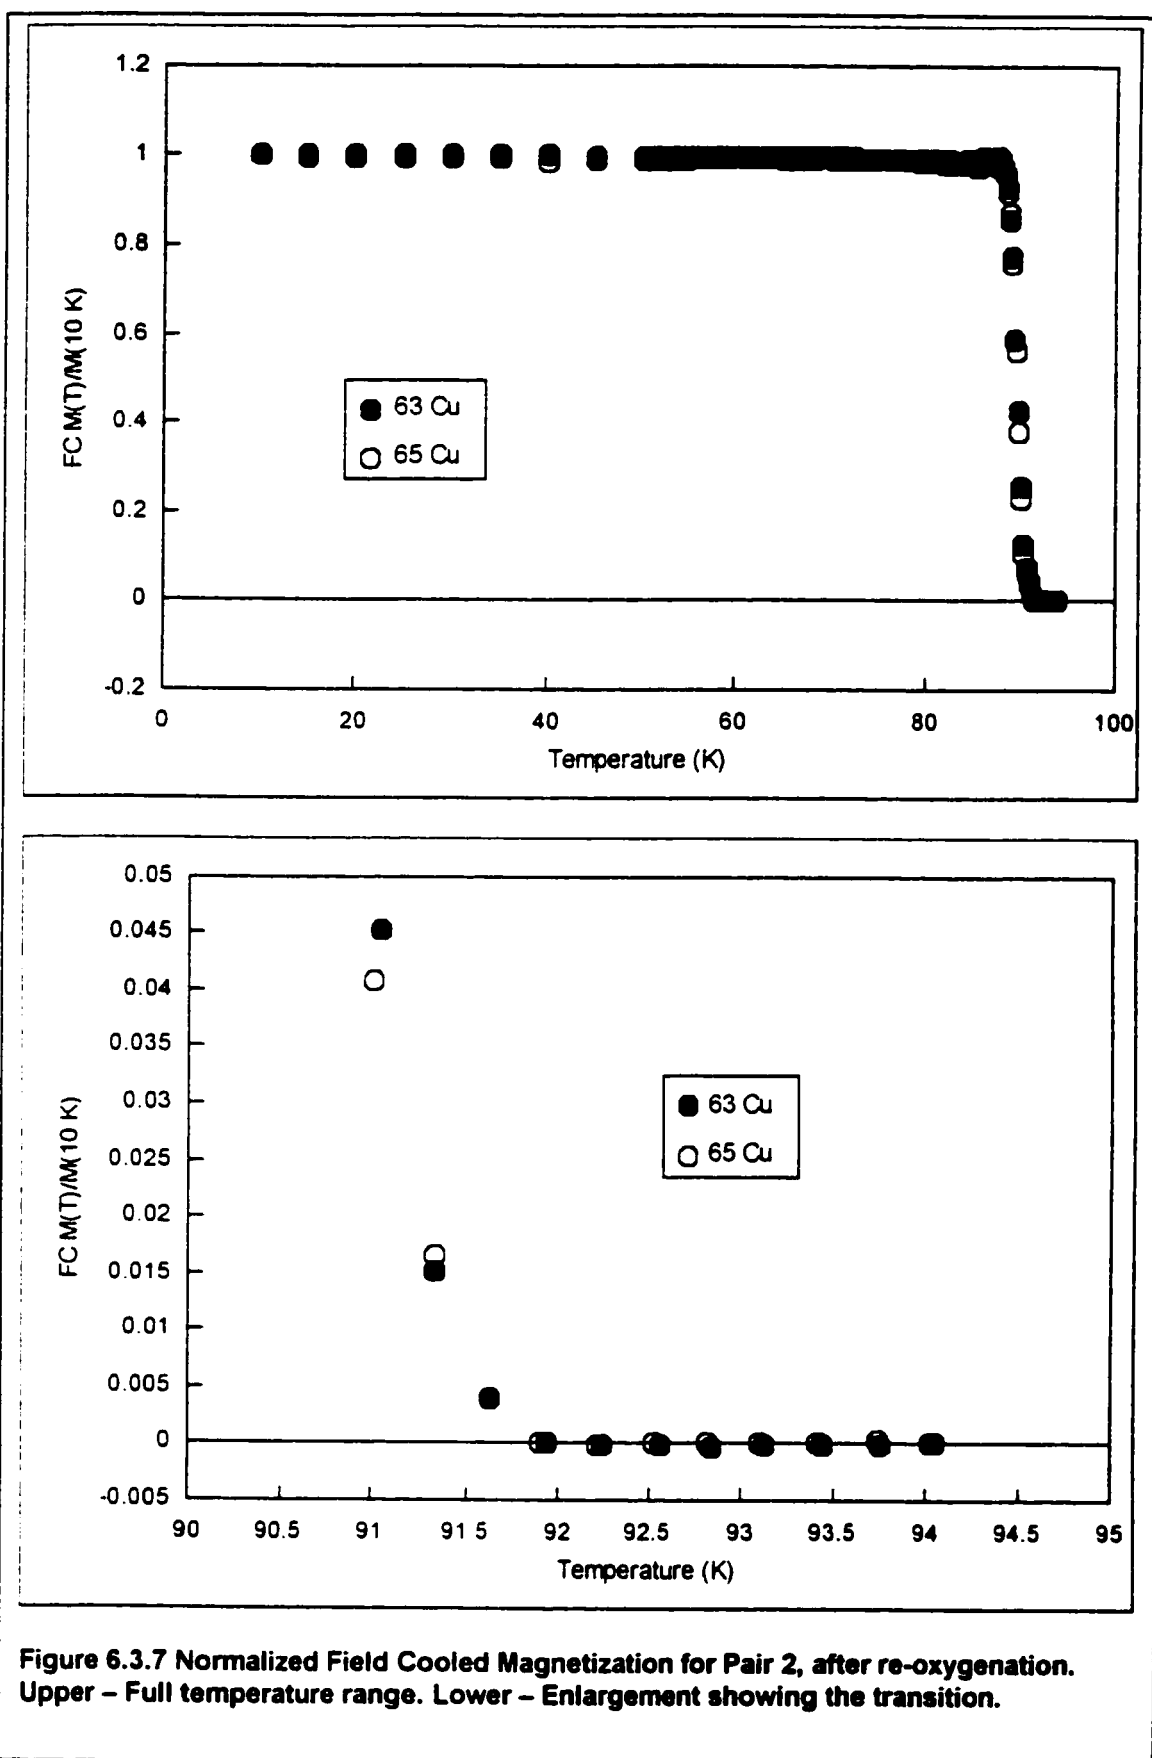 1.2
1
0.8
0.6
0.4
0.2
0
-0.2
FC M(T)/M(10 K)
63 Cu
65 Cu
0 20 40 60 80 100
Temperature (K)
0.05
0.045
0.04
0.035
0.03
0.025
0.02
0.015
0.01
0.005
0
-0.005
FC M(T)/M(10 K)
63 Cu
65 Cu
90 90.5 91 91 5 92 92.5 93 93.5 94 94.5 95
Temperature (K)
Figure 6.3.7 Normalized Field Cooled Magnetization for Pair 2, after re-oxygenation.
Upper – Full temperature range. Lower – Enlargement showing the transition.